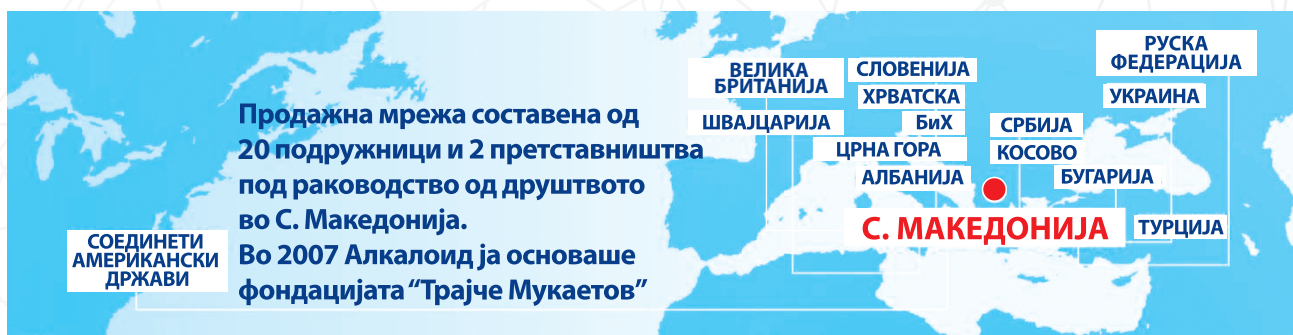 Продажна мрежа составена од
20 подружници и 2 претставништва
под раководство од друштвото
во С. Македонија.
Во 2007 Алкалоид ја основаше
фондацијата “Трајче Мукаетов”
СОЕДИНЕТИ
АМЕРИКАНСКИ
ДРЖАВИ
ВЕЛИКА
БРИТАНИЈА
ШВАЈЦАРИЈА
СЛОВЕНИЈА
ХРВАТСКА
БиХ
ЦРНА ГОРА
АЛБАНИЈА
СРБИЈА
КОСОВО
РУСКА
ФЕДЕРАЦИЈА
УКРАИНА
БУГАРИЈА
С. МАКЕДОНИЈА
ТУРЦИЈА